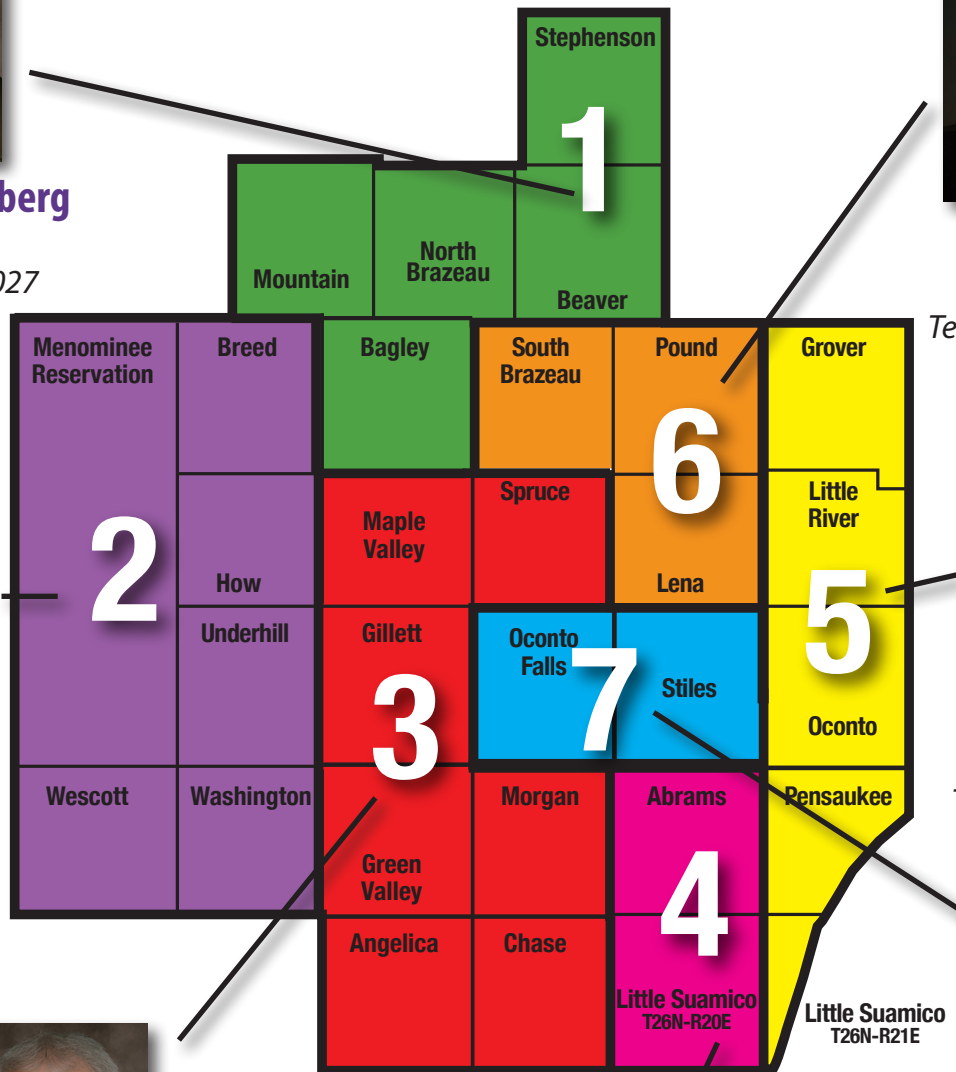 Stephenson
1
berg
027
Mountain
North
Brazeau
Beaver
Te
Menominee
Reservation
Breed
Bagley
South
Brazeau
Pound
Grover
6
Spruce
Little
River
Maple
Valley
2
How
Lena
5
Underhill
Gillett
Oconto
Falls
7
Stiles
3
Oconto
Wescott
Washington
Morgan
Abrams
Pensaukee
Green
Valley
4
Angelica
Chase
Little Suamico
T26N-R20E
Little Suamico
T26N-R21E